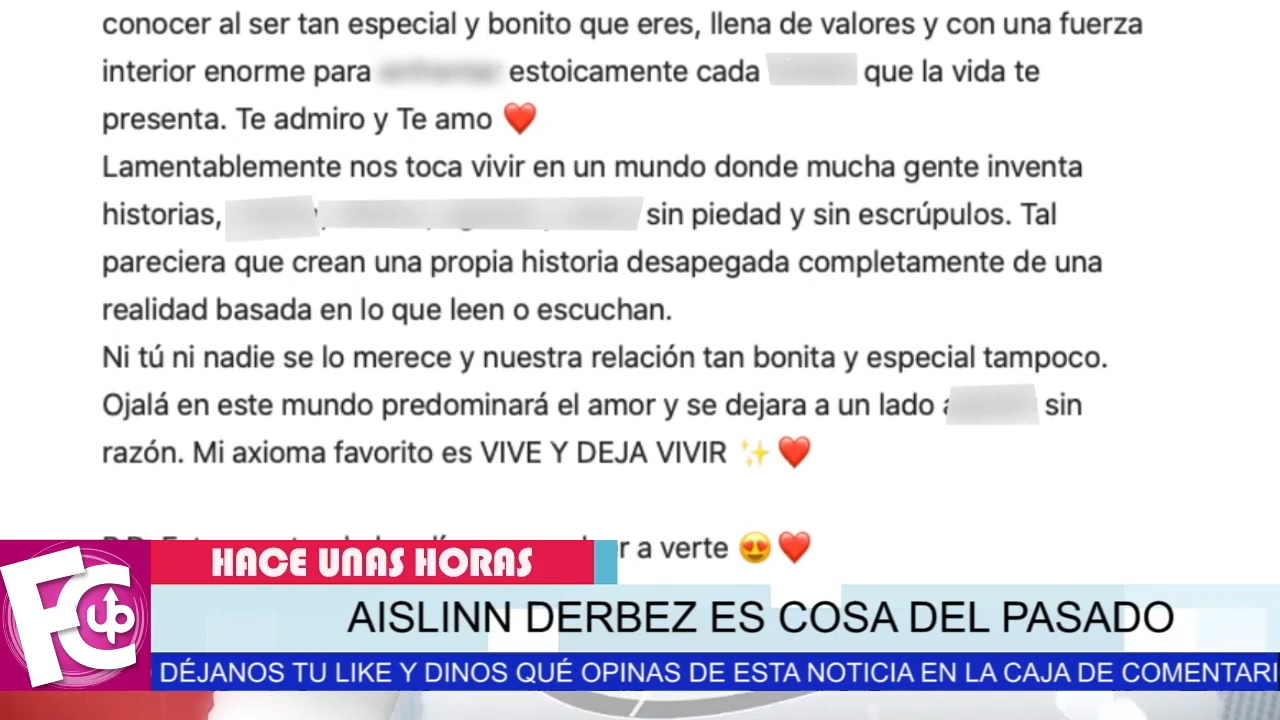 conocer al ser tan especial y bonito que eres, llena de valores y con una fuerza
interior enorme para estoicamente cada que la vida te
presenta. Te admiro y Te amo ❤️
Lamentablemente nos toca vivir en un mundo donde mucha gente inventa
historias, sin piedad y sin escrúpulos. Tal
pareciera que crean una propia historia desapegada completamente de una
realidad basada en lo que leen o escuchan.
Ni tú ni nadie se lo merece y nuestra relación tan bonita y especial tampoco.
Ojalá en este mundo predominará el amor y se dejara a un lado sin
razón. Mi axioma favorito es VIVE Y DEJA VIVIR ✨❤️
a verte 😍❤️
HACE UNAS HORAS
AISLINN DERBEZ ES COSA DEL PASADO
DÉJANOS TU LIKE Y DINOS QUÉ OPINAS DE ESTA NOTICIA EN LA CAJA DE COMENTARI
FC up